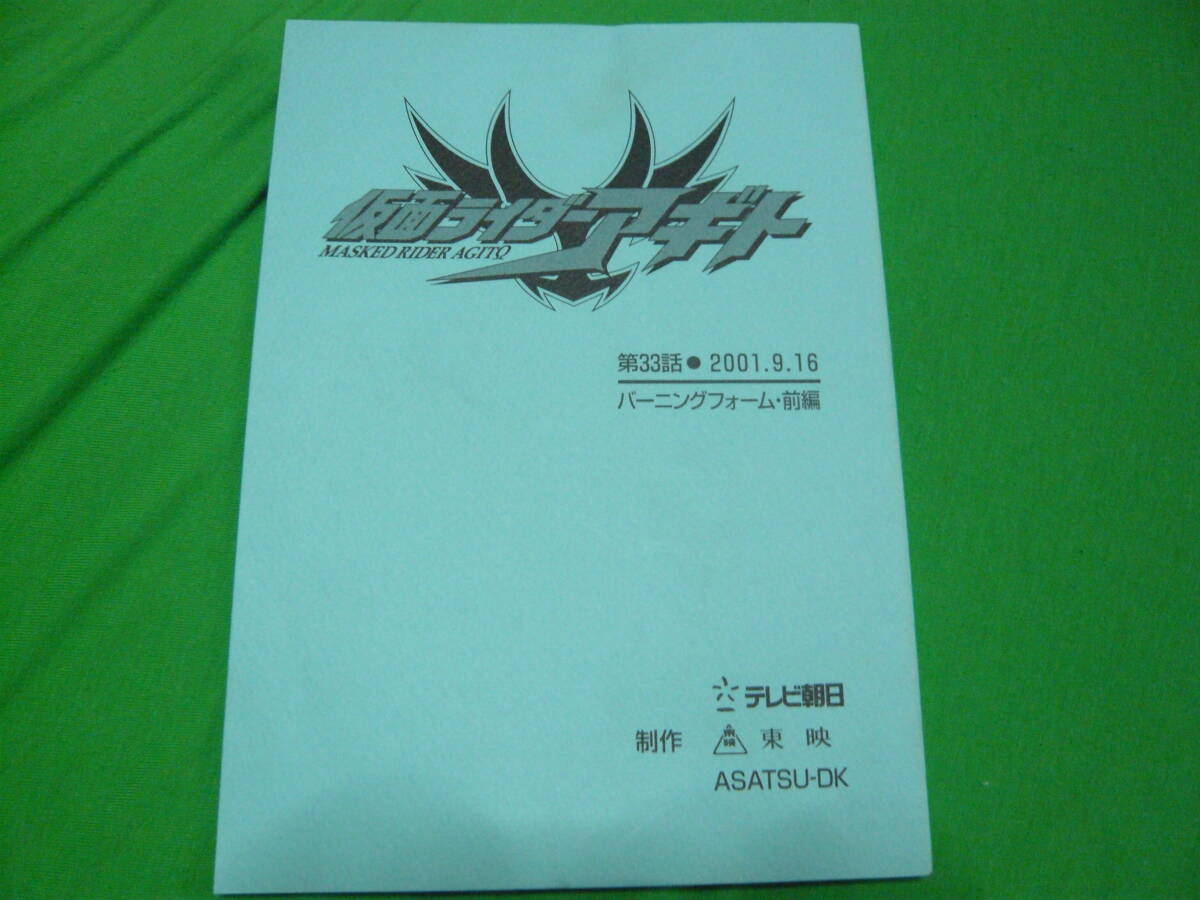 仮面ライダーアギト
MASKED RIDER AGITO
第33話●2001.9.16
バーニングフォーム・前編
テレビ朝日
制作 東映 東映
ASATSU-DK